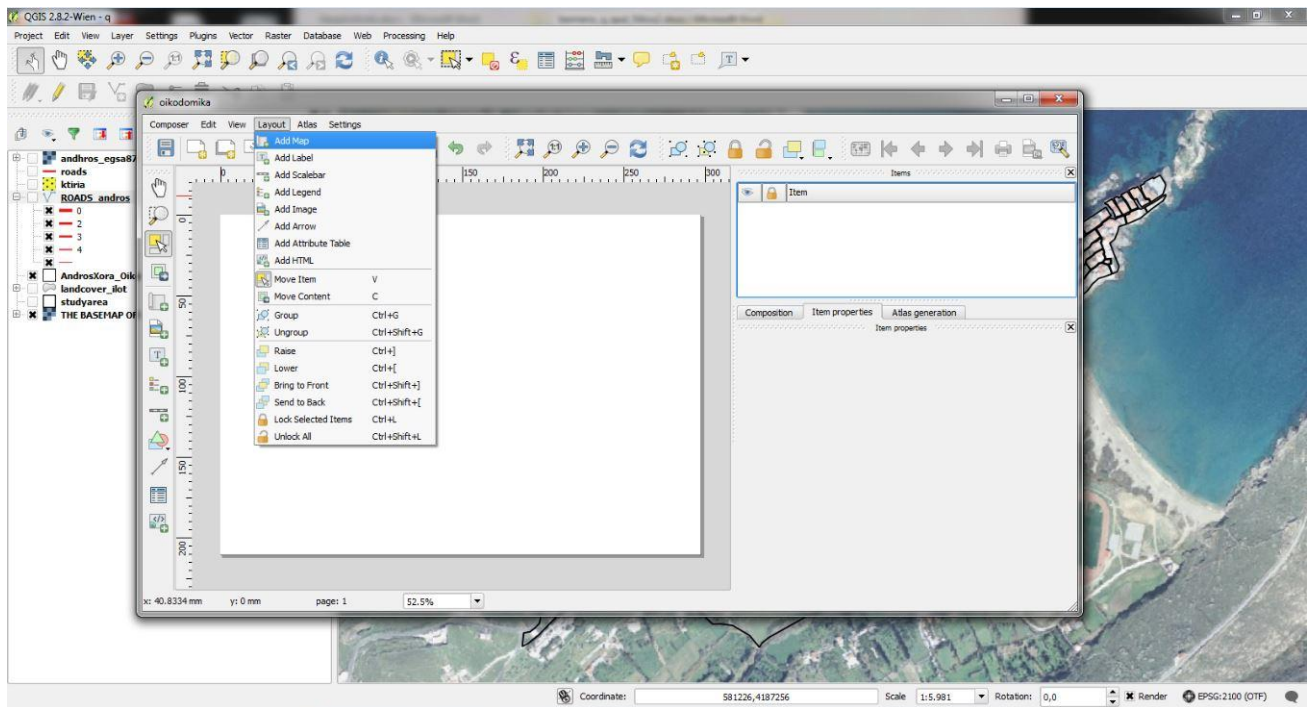 QGIS 2.8.2-Wien - q
Project Edit View Layer Settings Plugins Vector Raster Database Web Processing Help
oikodomika
Composer Edit View Layout Atlas Settings
Add Map
Add Label
Add Scalebar
Add Legend
Add Image
Add Arrow
Add Attribute Table
Add HTML
Move Item V
Move Content C
Group Ctrl+G
Ungroup Ctrl+Shift+G
Raise Ctrl+]
Lower Ctrl+[
Bring to Front Ctrl+Shift+]
Send to Back Ctrl+Shift+[
Lock Selected Items Ctrl+L
Unlock All Ctrl+Shift+L
andhros_egsa87
roads
ktiria
ROADS_andros
0
2
3
4
AndrosXora_Oik
landcover_ilot
studyarea
THE BASEMAP OF
0 150 200 250 300
0
50
100
150
200
Items
Item
Composition Item properties Atlas generation
Item properties
x: 40.8334 mm y: 0 mm page: 1 52.5%
Coordinate: 581226,4187256 Scale 1:5.981 Rotation: 0,0 Render EPSG:2100 (OTF)